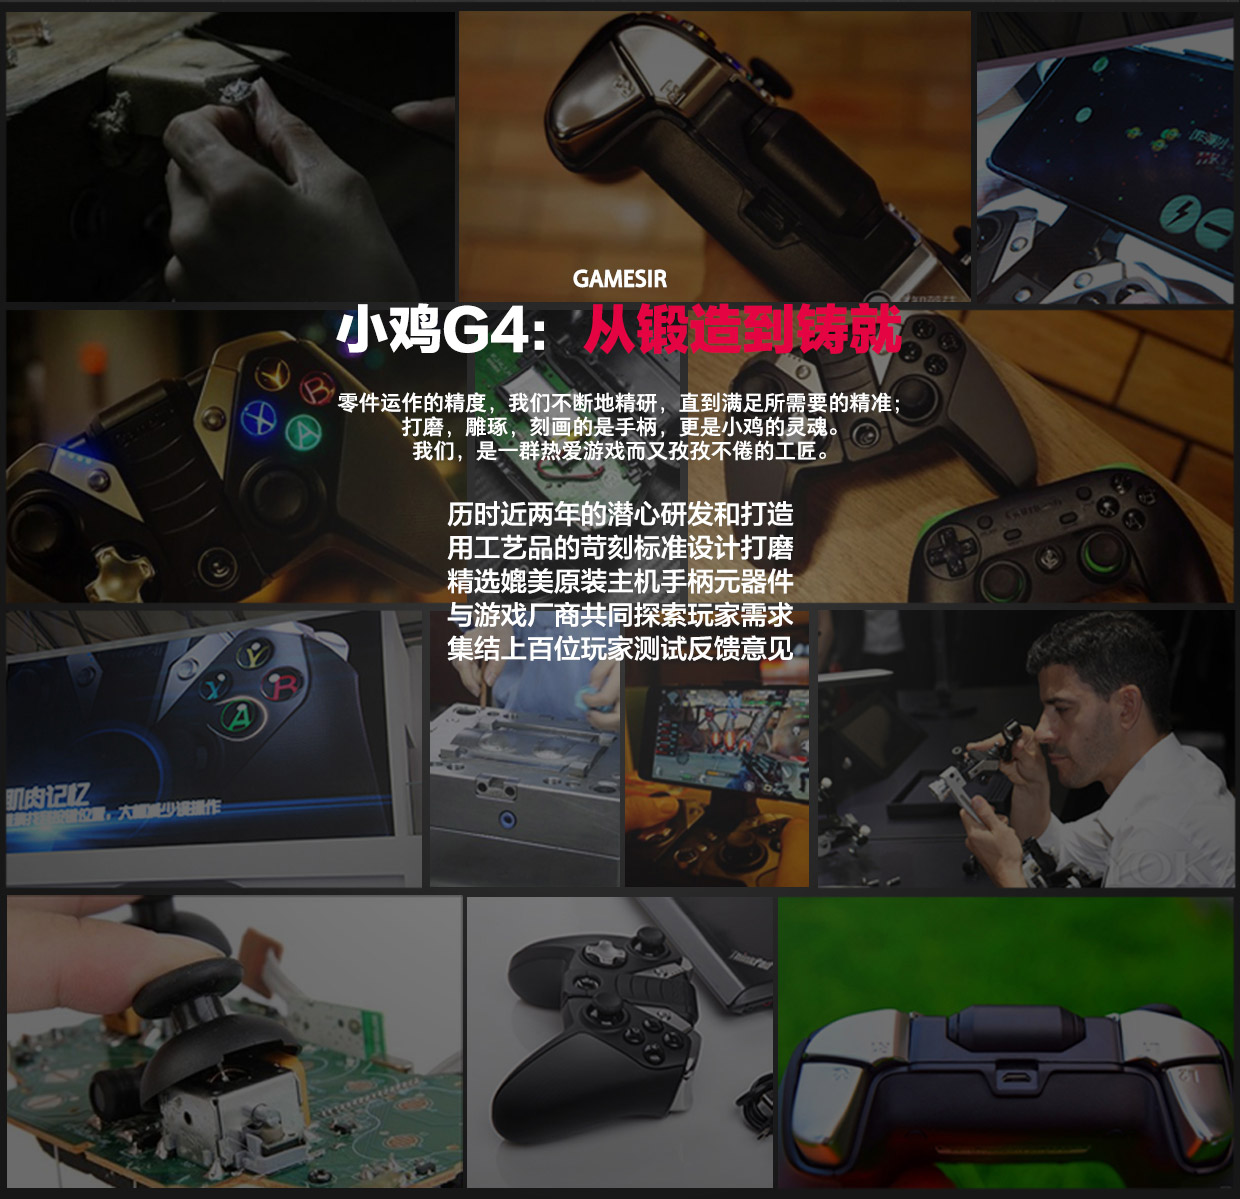 GAMESIR
小鸡G4：从锻造到铸就
零件运作的精度，我们不断地精研，直到满足所需要的精准；
打磨，雕琢，刻画的是手柄，更是小鸡的灵魂。
我们，是一群热爱游戏而又孜孜不倦的工匠。
历时近两年的潜心研发和打造
用工艺品的苛刻标准设计打磨
精选媲美原装主机手柄元器件
与游戏厂商共同探索玩家需求
集结上百位玩家测试反馈意见
Y
B
X
A
Y
X
B
A
肌肉记忆
大幅减少误操作
ThinkPad